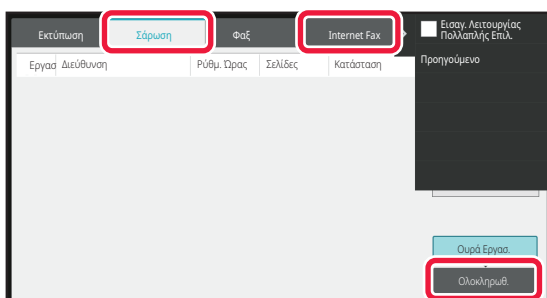 Εκτύπωση Σάρωση Φαξ Internet Fax
Εισαγ. Λειτουργίας
Πολλαπλής Επιλ.
Εργασ Διεύθυνση Ρύθμ. Ώρας Σελίδες Κατάσταση
Προηγούμενο
Ουρά Εργασ.
Ολοκληρωθ.